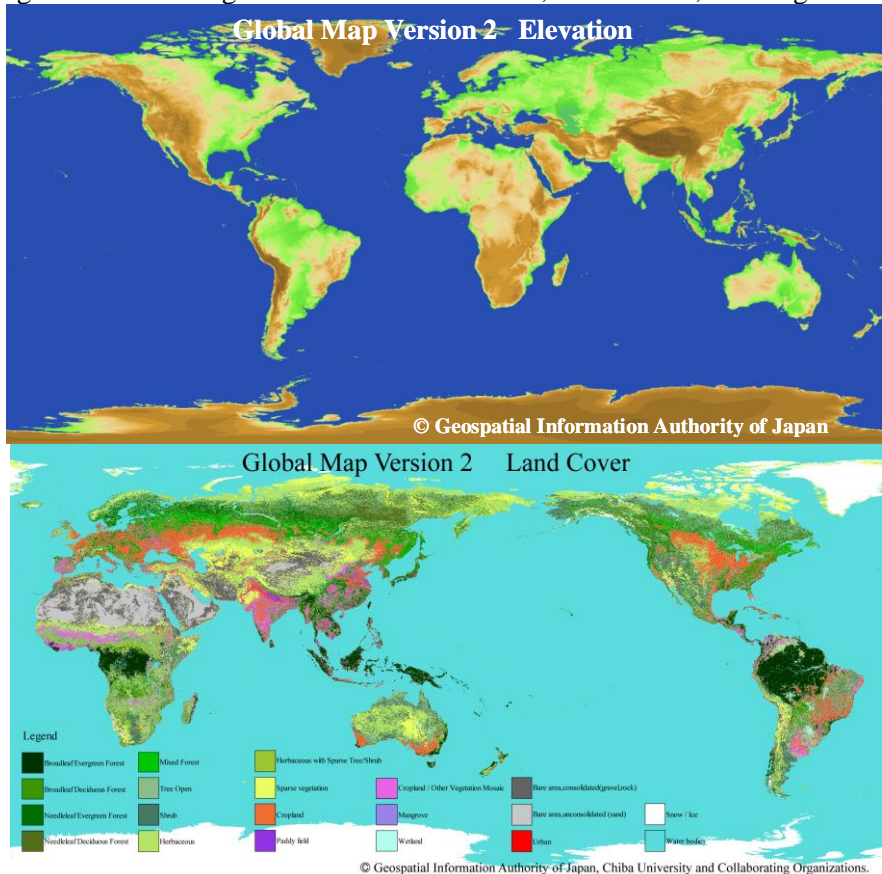 Global Map Version 2 Elevation
© Geospatial Information Authority of Japan
Global Map Version 2 Land Cover
Legend
Broadleaf Evergreen Forest
Mixed Forest
Herbaceous with Sparse Tree/Shrub
Broadleaf Deciduous Forest
Tree Open
Sparse vegetation
Cropland / Other Vegetation Mosaic
Bare area,consolidated(gravel,rock)
Needleleaf Evergreen Forest
Shrub
Cropland
Mangrove
Bare area,unconsolidated (sand)
Snow / Ice
Needleleaf Deciduous Forest
Herbaceous
Paddy field
Wetland
Urban
Water bodies
© Geospatial Information Authority of Japan, Chiba University and Collaborating Organizations.